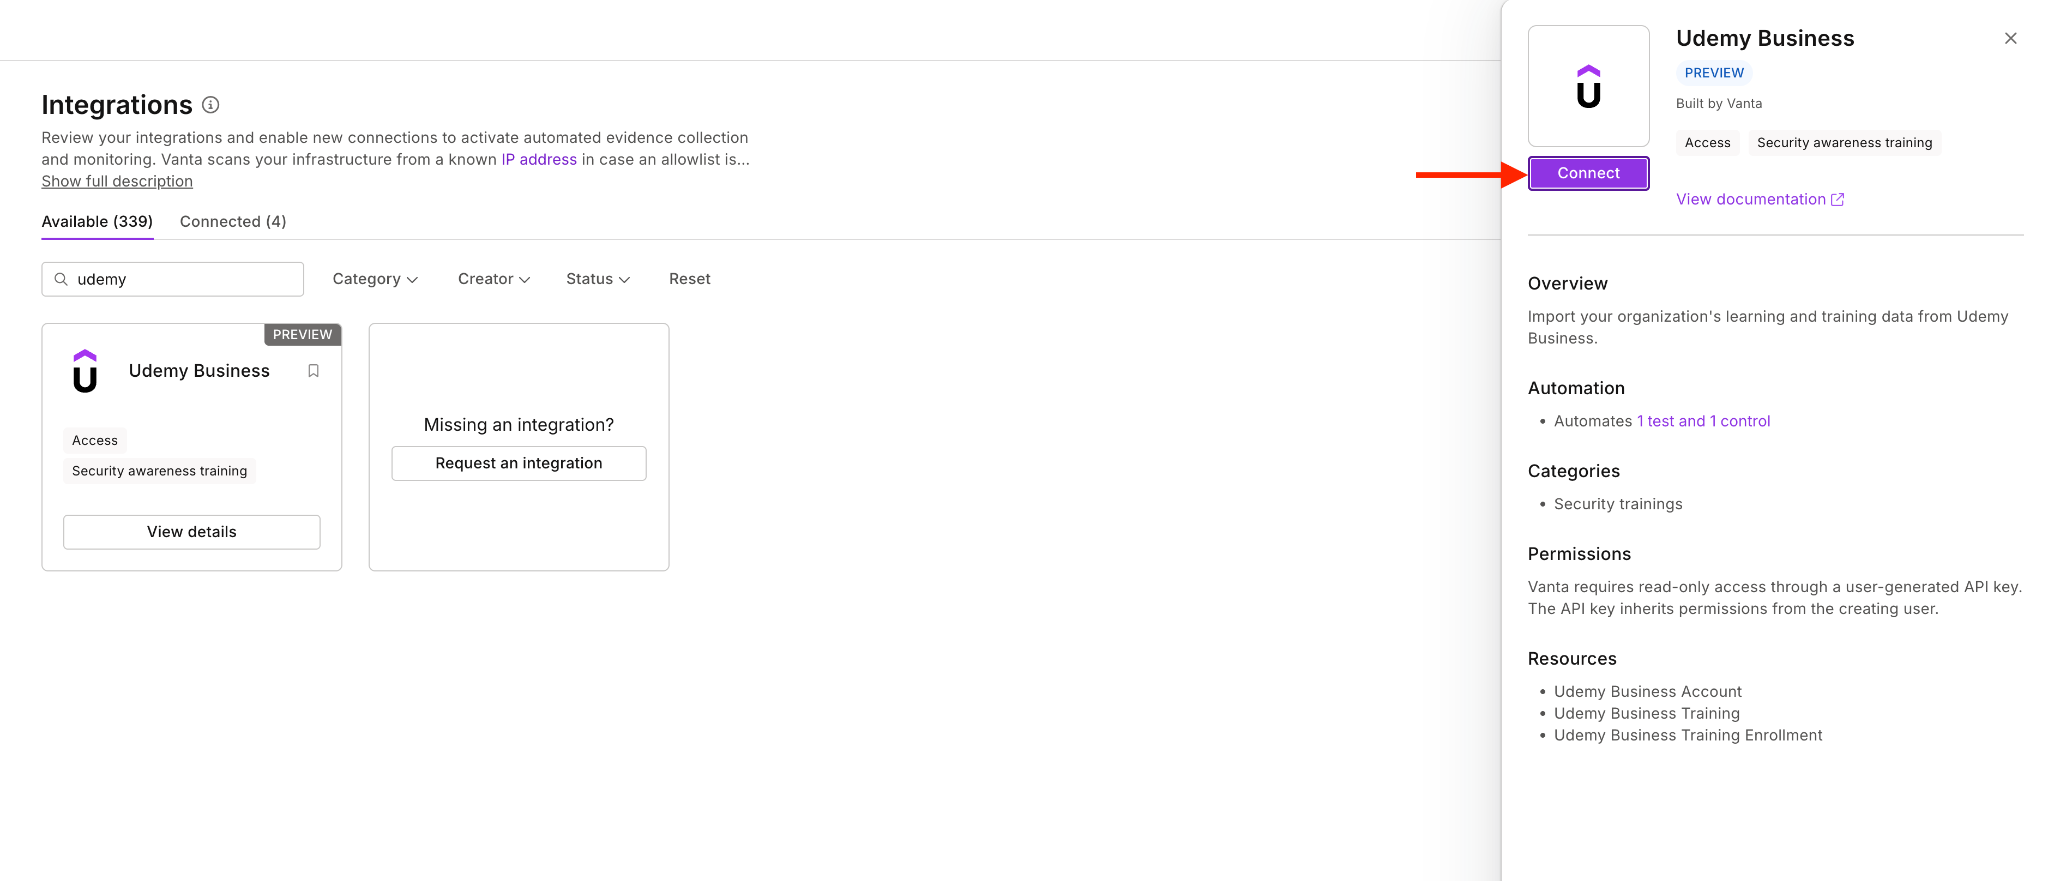 Integrations
Review your integrations and enable new connections to activate automated evidence collection
and monitoring. Vanta scans your infrastructure from a known IP address in case an allowlist is...
Show full description
Available (339)
Connected (4)
udemy
Category
Creator
Status
Reset
PREVIEW
Udemy Business
Access
Security awareness training
View details
Missing an integration?
Request an integration
Udemy Business
PREVIEW
Built by Vanta
Access
Security awareness training
Connect
View documentation
Overview
Import your organization's learning and training data from Udemy
Business.
Automation
• Automates 1 test and 1 control
Categories
• Security trainings
Permissions
Vanta requires read-only access through a user-generated API key.
The API key inherits permissions from the creating user.
Resources
• Udemy Business Account
• Udemy Business Training
• Udemy Business Training Enrollment